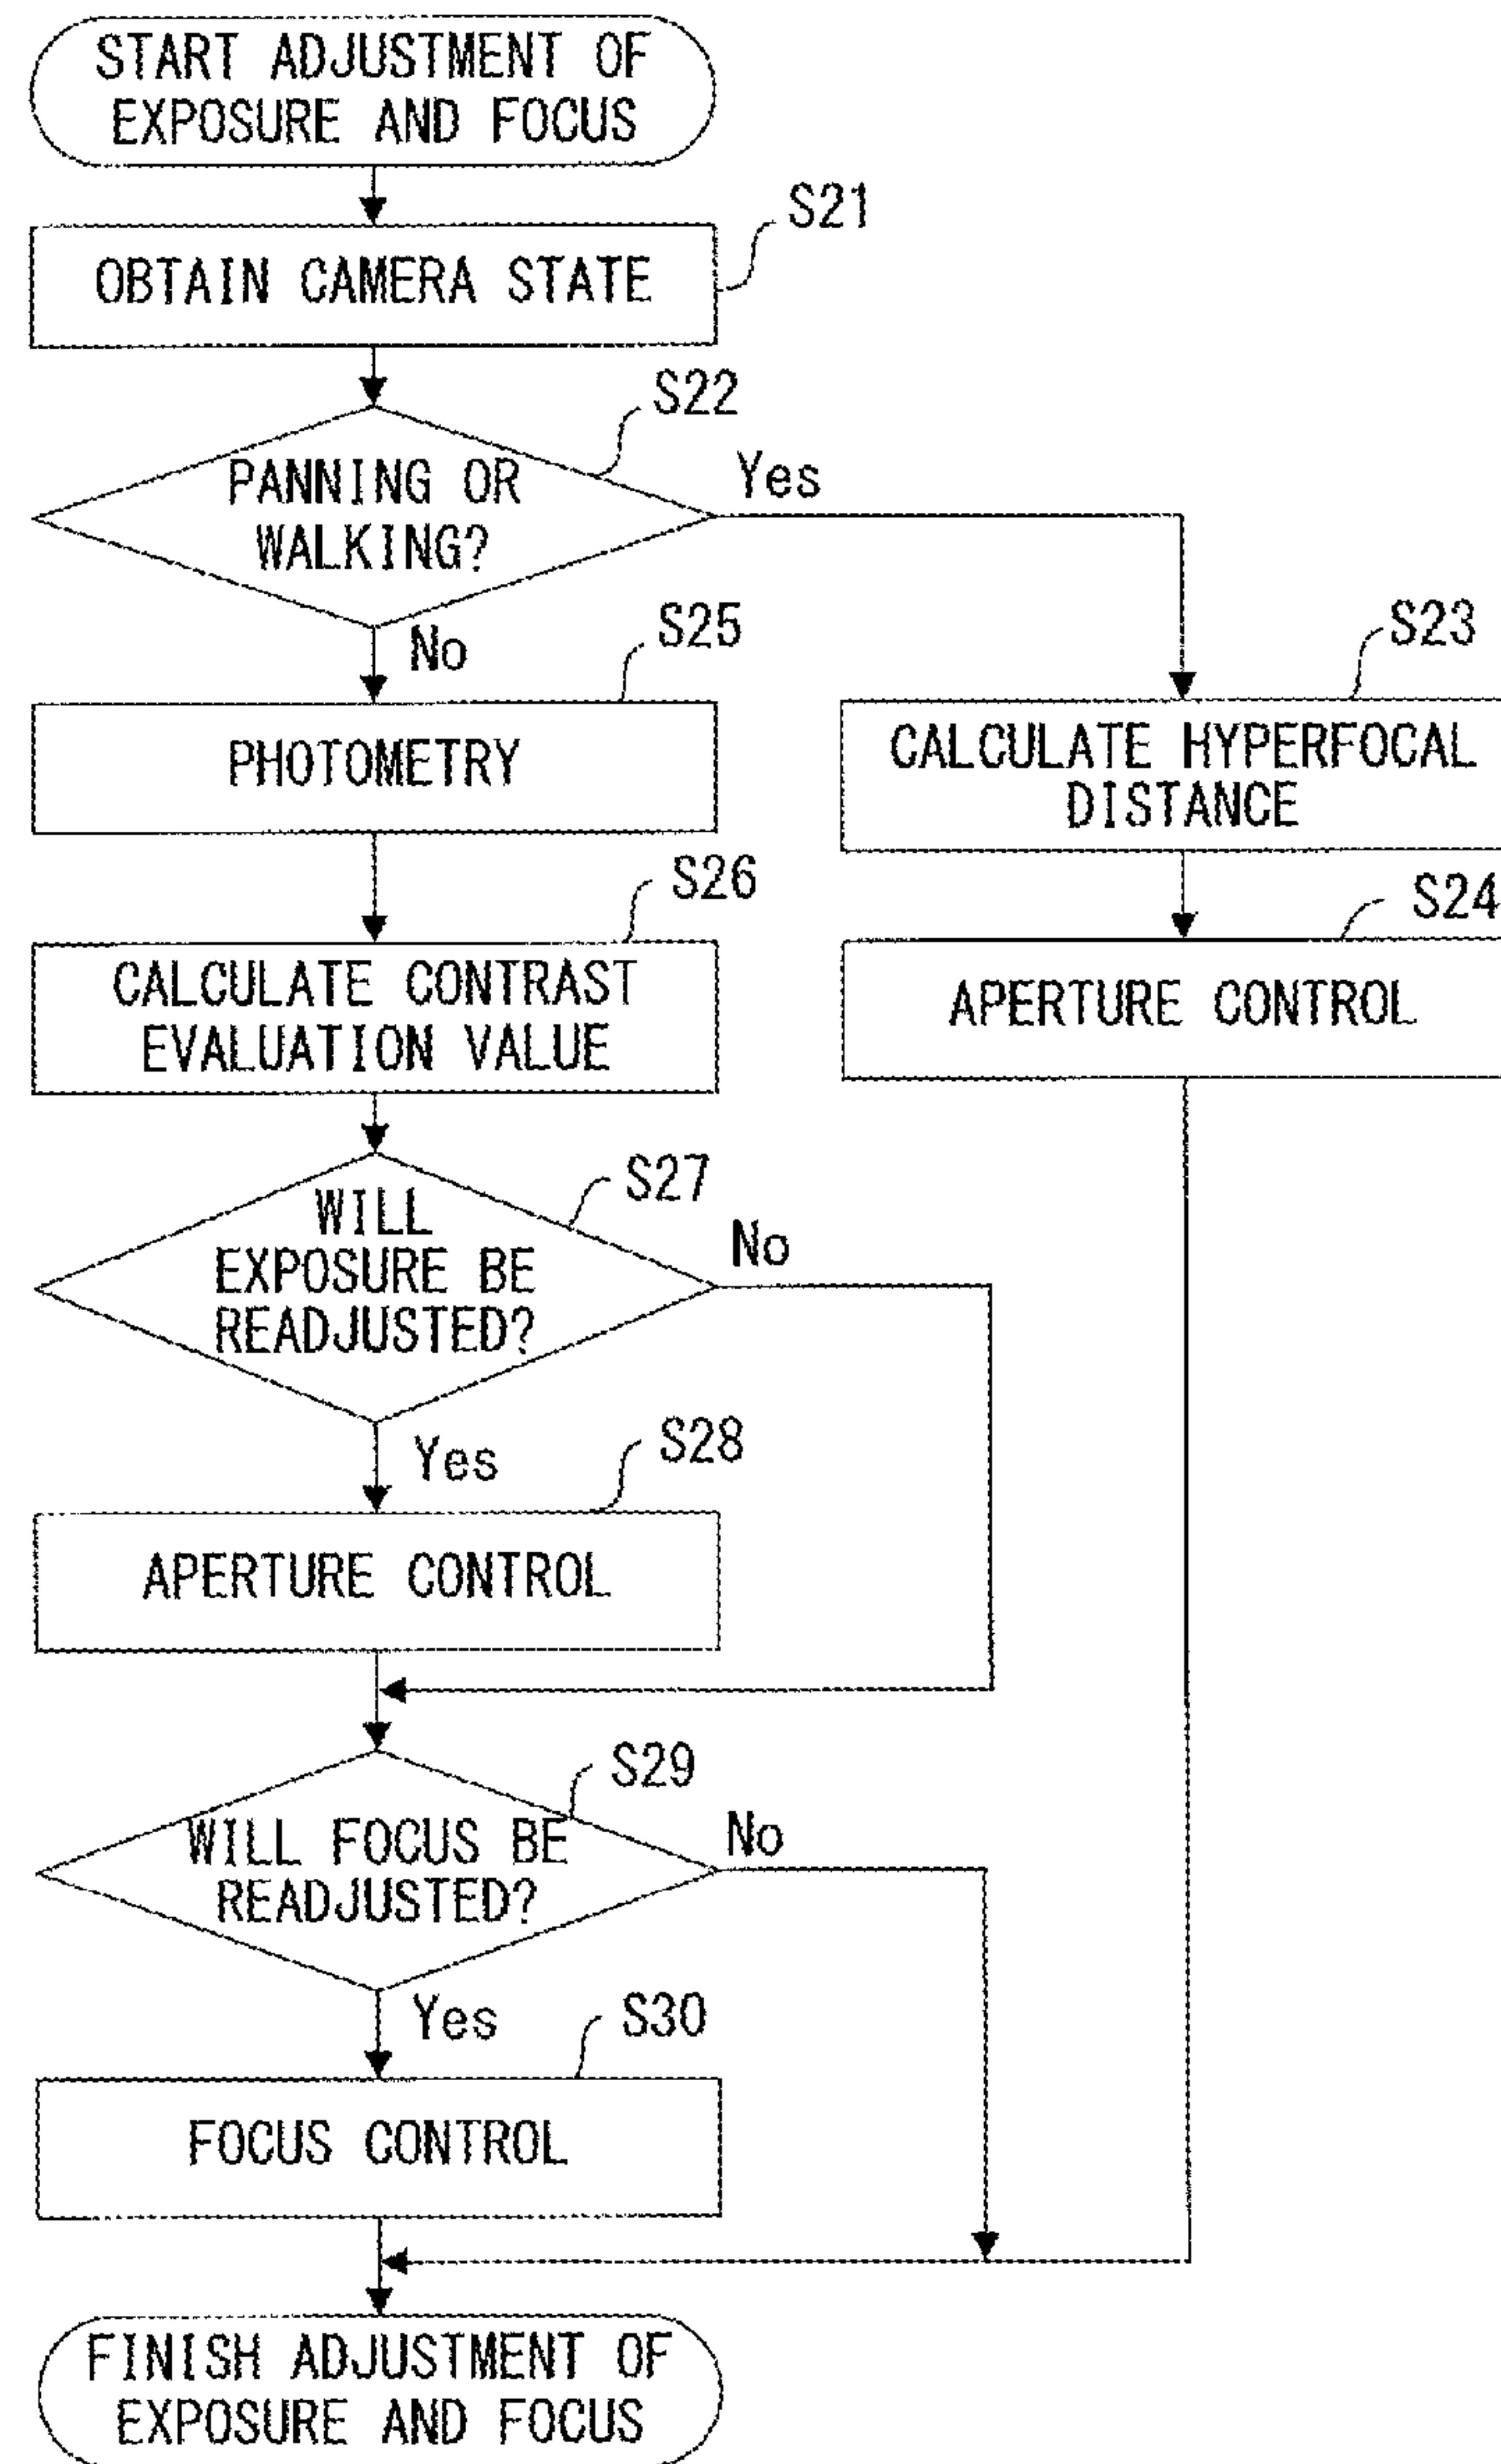 START ADJUSTMENT OF
EXPOSURE AND FOCUS
S21
OBTAIN CAMERA STATE
S22
PANNING OR
WALKING?
Yes
No
S25
S23
PHOTOMETRY
CALCULATE HYPERFOCAL
DISTANCE
S26
S24
CALCULATE CONTRAST
EVALUATION VALUE
APERTURE CONTROL
S27
WILL
EXPOSURE BE
READJUSTED?
No
Yes
S28
APERTURE CONTROL
S29
WILL FOCUS BE
READJUSTED?
No
Yes
S30
FOCUS CONTROL
FINISH ADJUSTMENT OF
EXPOSURE AND FOCUS